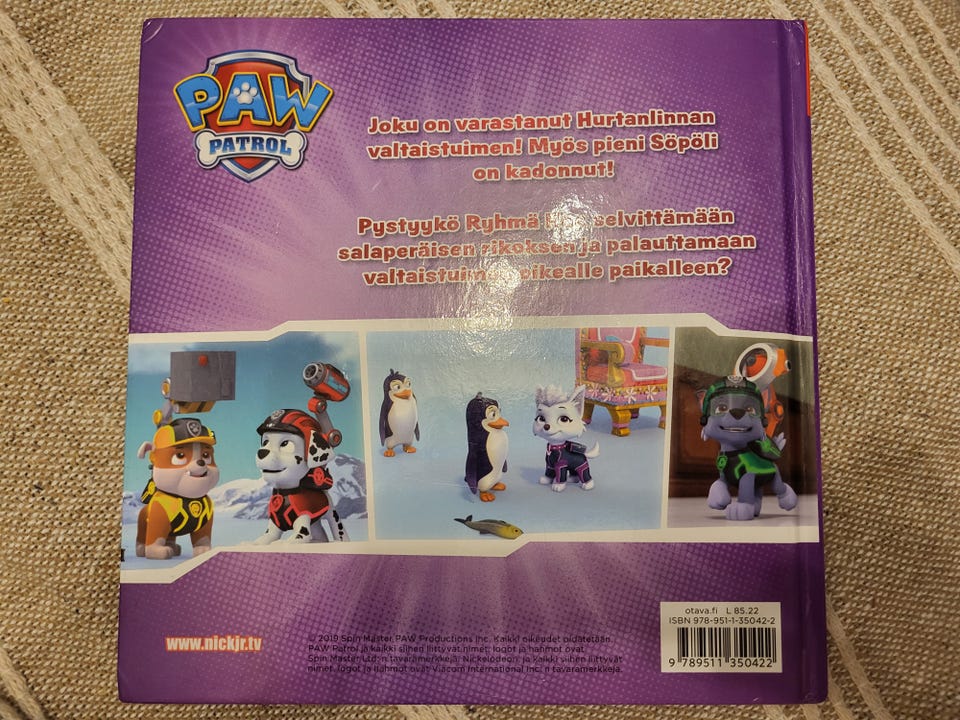 PAW
PATROL
Joku on varastanut Hurtanlinnan
valtaistuimen! Myös pieni Söpöli
on kadonnut!
Pystyykö Ryhmä selvittämään
salaperäisen rikoksen ja palauttamaan
valtaistuimen oikealle paikalleen?
www.nickjr.tv
© 2019 Spin Master PAW Productions Inc. Kaikki oikeudet pidätetään.
PAW Patrol ja kaikki siihen liittyvät nimet, logot ja hahmot ovat
Spin Master Ltd:n tavaramerkkejä. Nickelodeon ja kaikki siihen liittyvät
nimet, logot ja hahmot ovat Viacom International Inc:n tavaramerkkejä.
otava.fi L 85.22
ISBN 978-951-1-35042-2
9 789511 350422